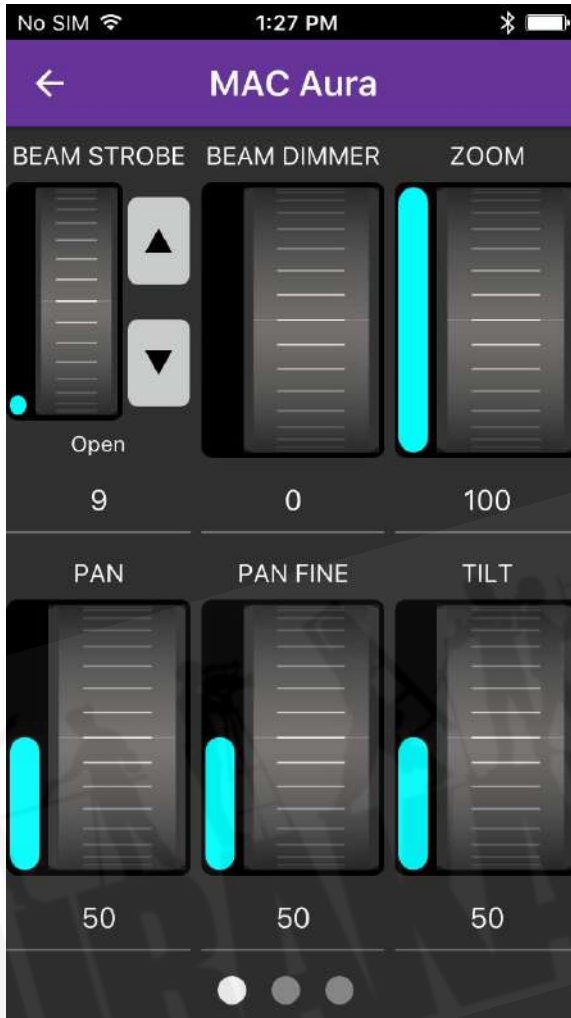 No SIM 1:27 PM
MAC Aura
BEAM STROBE BEAM DIMMER ZOOM
Open
9 0 100
PAN PAN FINE TILT
50 50 50